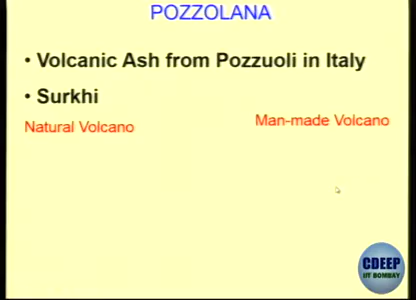 POZZOLANA
• Volcanic Ash from Pozzuoli in Italy
• Surkhi
Natural Volcano
Man-made Volcano
CDEEP
IIT BOMBAY